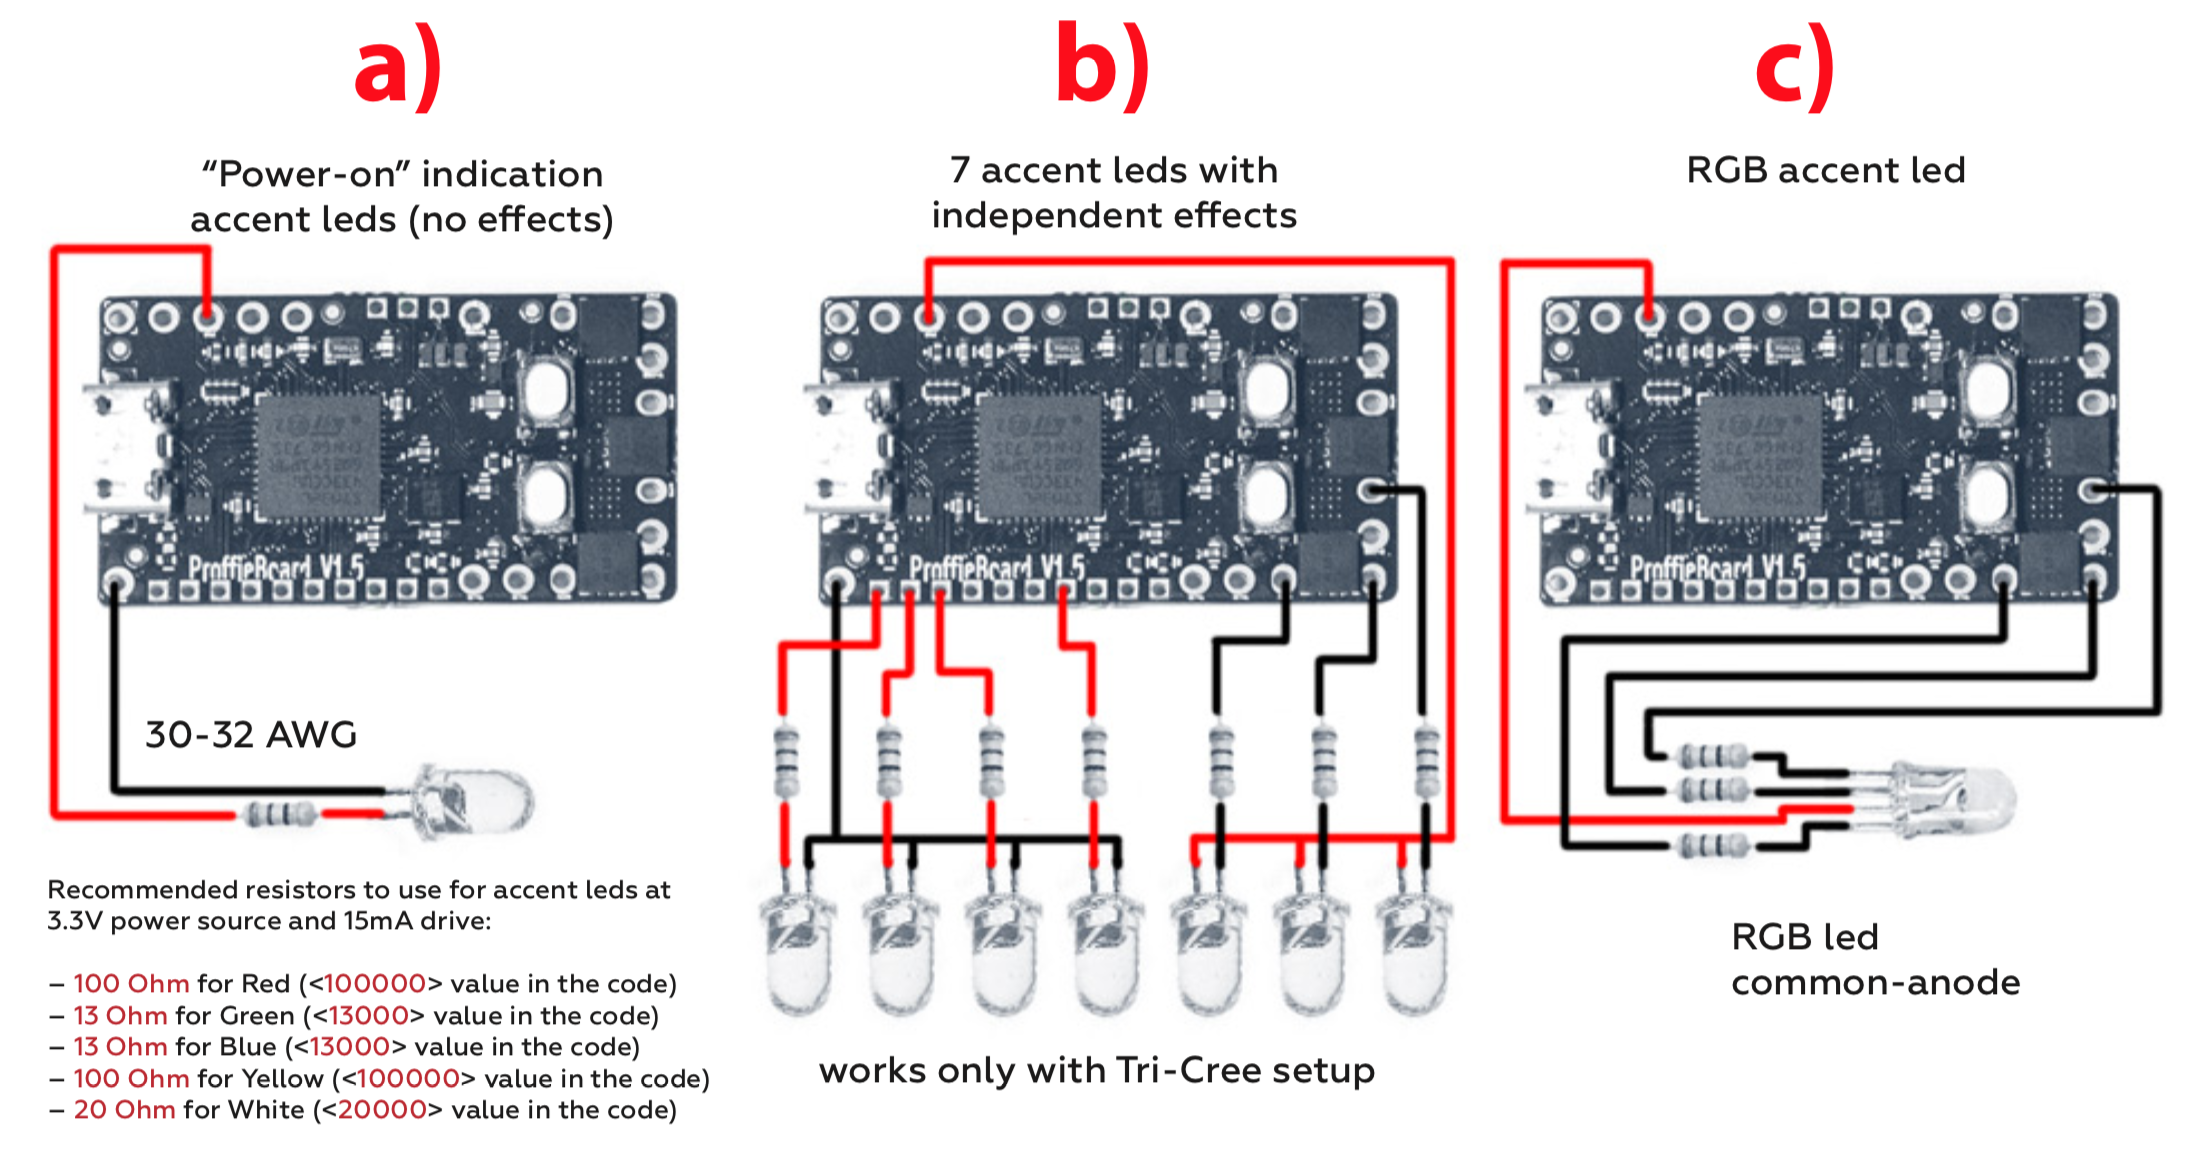 a)
“Power-on” indication
accent leds (no effects)
ProffieBoard V1.5
30-32 AWG
Recommended resistors to use for accent leds at
3.3V power source and 15mA drive:
– 100 Ohm for Red (<100000> value in the code)
– 13 Ohm for Green (<13000> value in the code)
– 13 Ohm for Blue (<13000> value in the code)
– 100 Ohm for Yellow (<100000> value in the code)
– 20 Ohm for White (<20000> value in the code)
b)
7 accent leds with
independent effects
ProffieBoard V1.5
works only with Tri-Cree setup
c)
RGB accent led
ProffieBoard V1.5
RGB led
common-anode